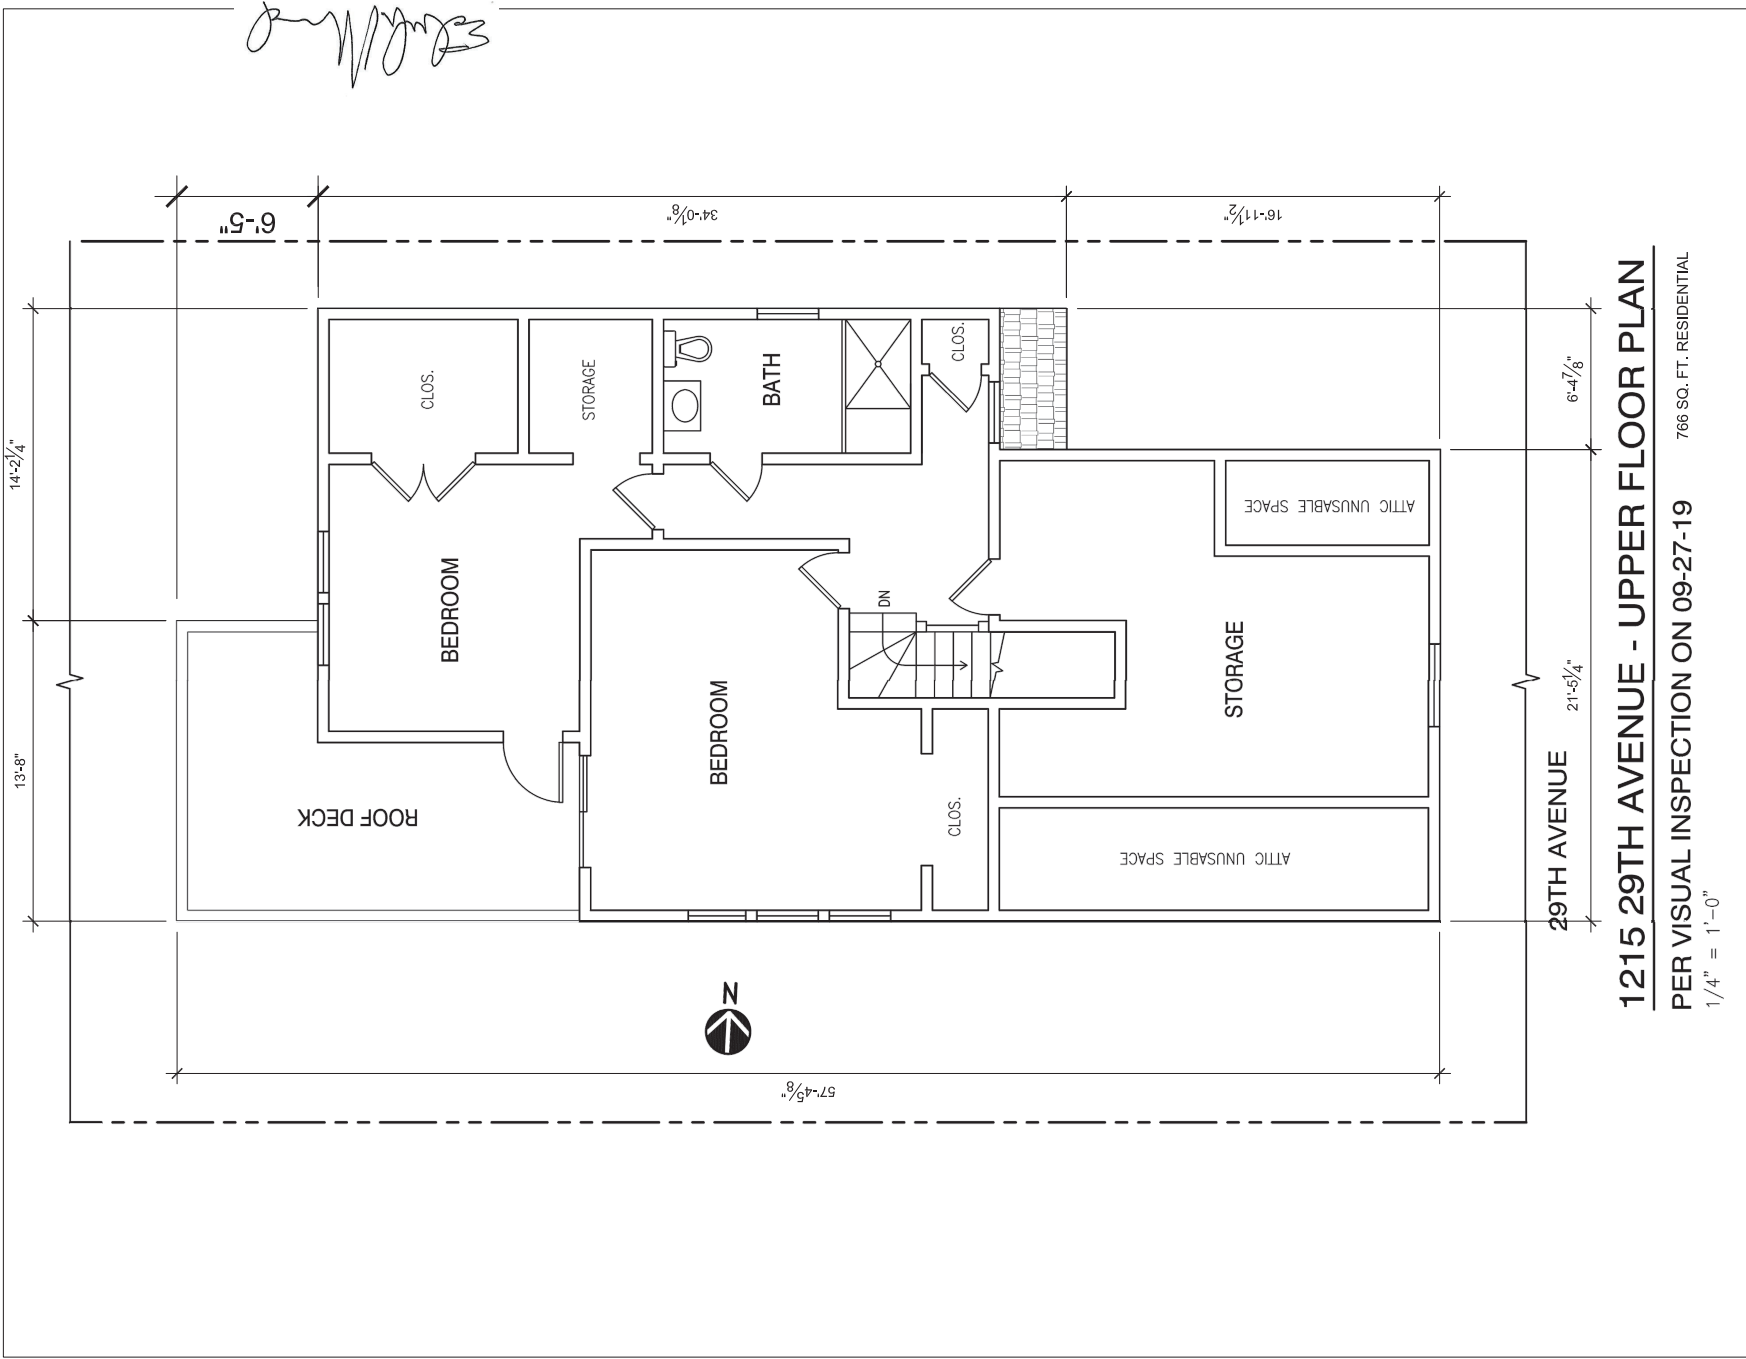 6'-5"
34'-0⅛"
16'-11½"
14'-2¼"
13'-8"
CLOS.
STORAGE
BATH
CLOS.
BEDROOM
ATTIC UNUSABLE SPACE
DN
BEDROOM
STORAGE
ROOF DECK
CLOS.
ATTIC UNUSABLE SPACE
6'-4⅞"
21'-5¼"
N
57'-4⅝"
29TH AVENUE
1215 29TH AVENUE - UPPER FLOOR PLAN
766 SQ. FT. RESIDENTIAL
PER VISUAL INSPECTION ON 09-27-19
1/4" = 1'-0"